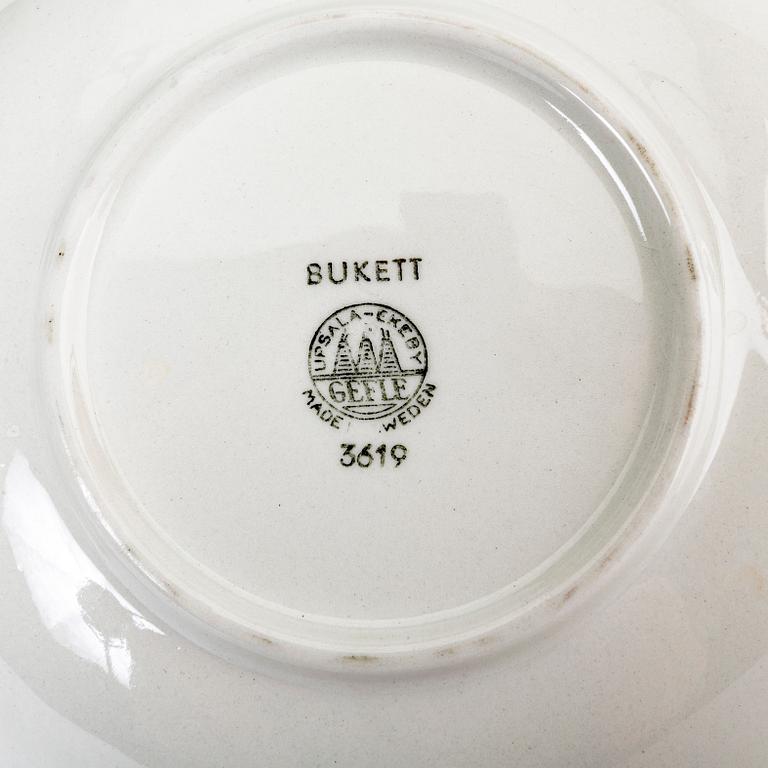 BUKETT
UPSALA-EKEBY
GEFLE
MADE WEDEN
3619